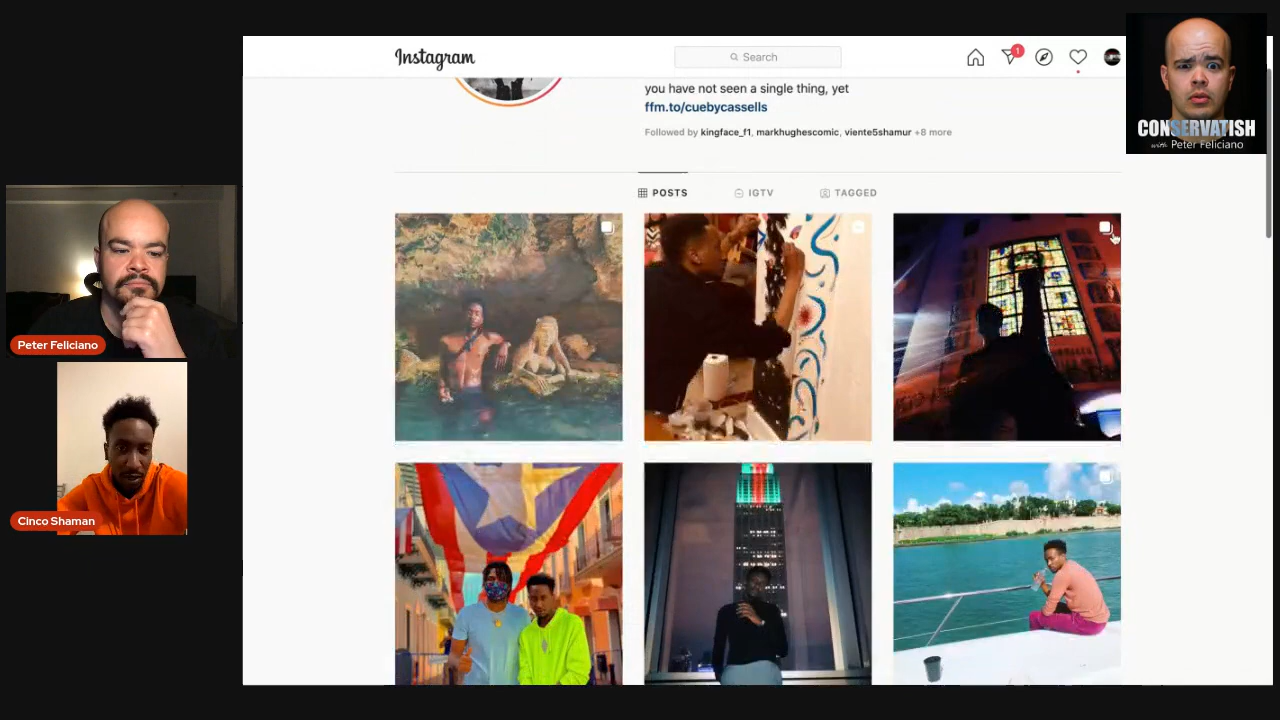 Instagram
Search
1
you have not seen a single thing, yet
ffm.to/cuebycassells
Followed by kingface_f1, markhughescomic, viente5shamur +8 more
POSTS IGTV TAGGED
CONSERVATISH
with Peter Feliciano
Peter Feliciano
Cinco Shaman